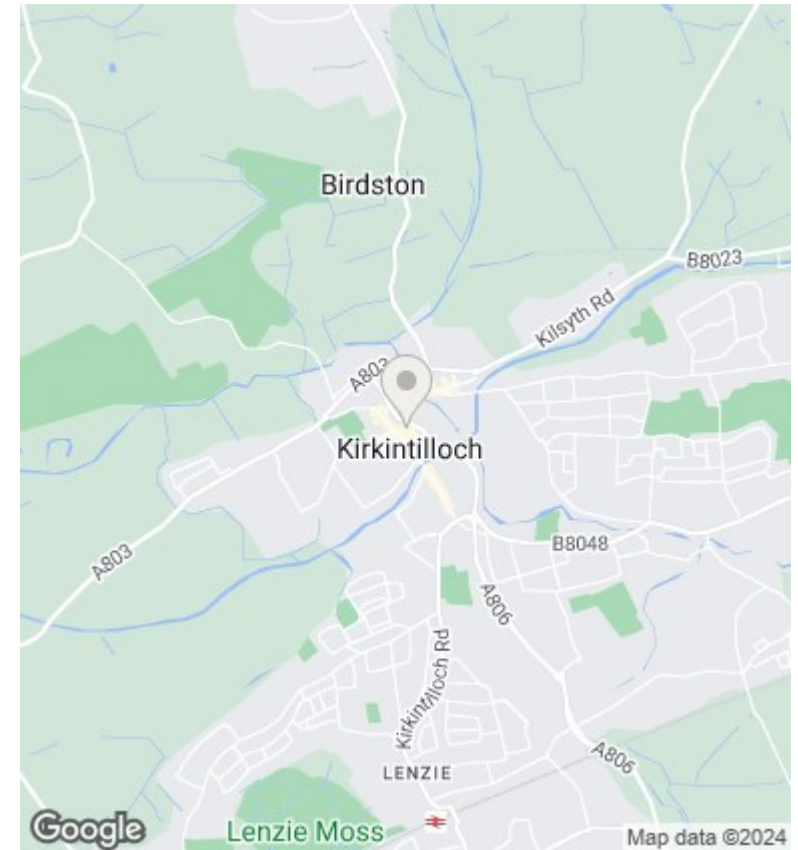 Birdston
B8023
Kilsyth Rd
A803
Kirkintilloch
A803
B8048
A806
Kirkintilloch Rd
A806
LENZIE
Lenzie Moss
Google
Map data ©2024